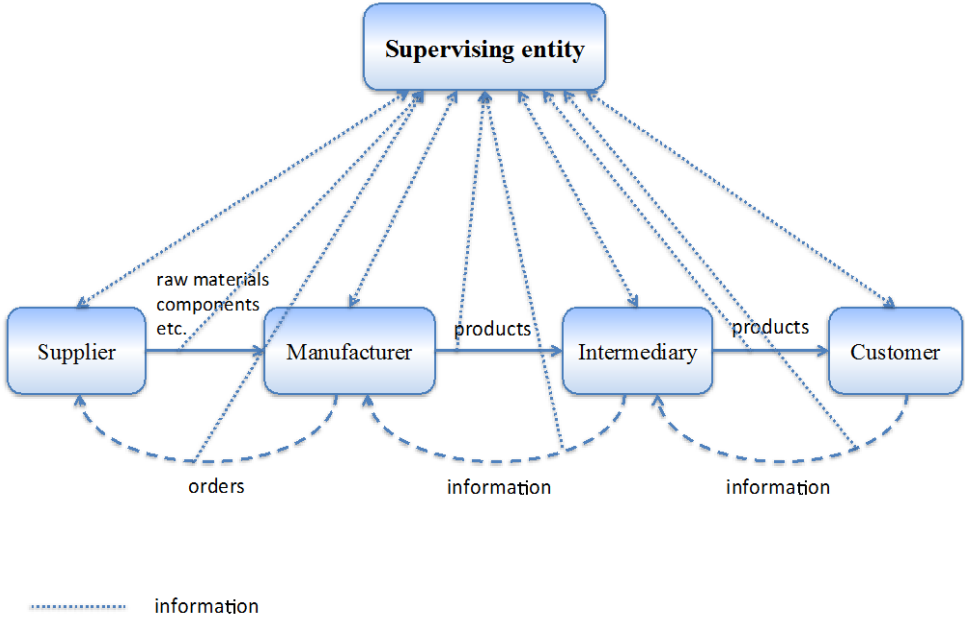 Supervising entity
raw materials
components
etc.
Supplier
Manufacturer
products
Intermediary
products
Customer
orders
information
information
information